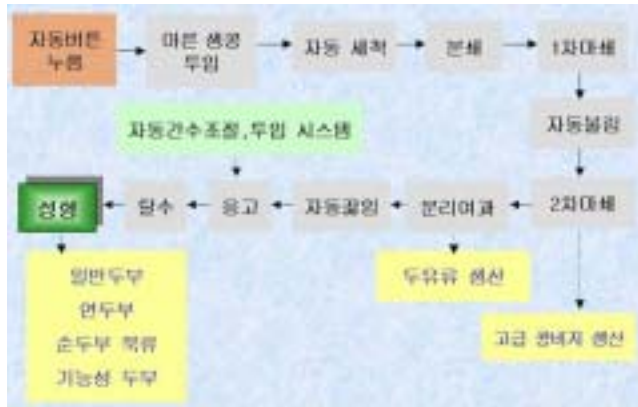 자동버튼
누름
마른 생콩
투입
자동 세척
분쇄
1차마쇄
자동불림
자동간수조절,투입 시스템
성형
탈수
응고
자동끓임
분리여과
2차마쇄
일반두부
연두부
순두부 묵류
기능성 두부
두유류 생산
고급 콩비지 생산